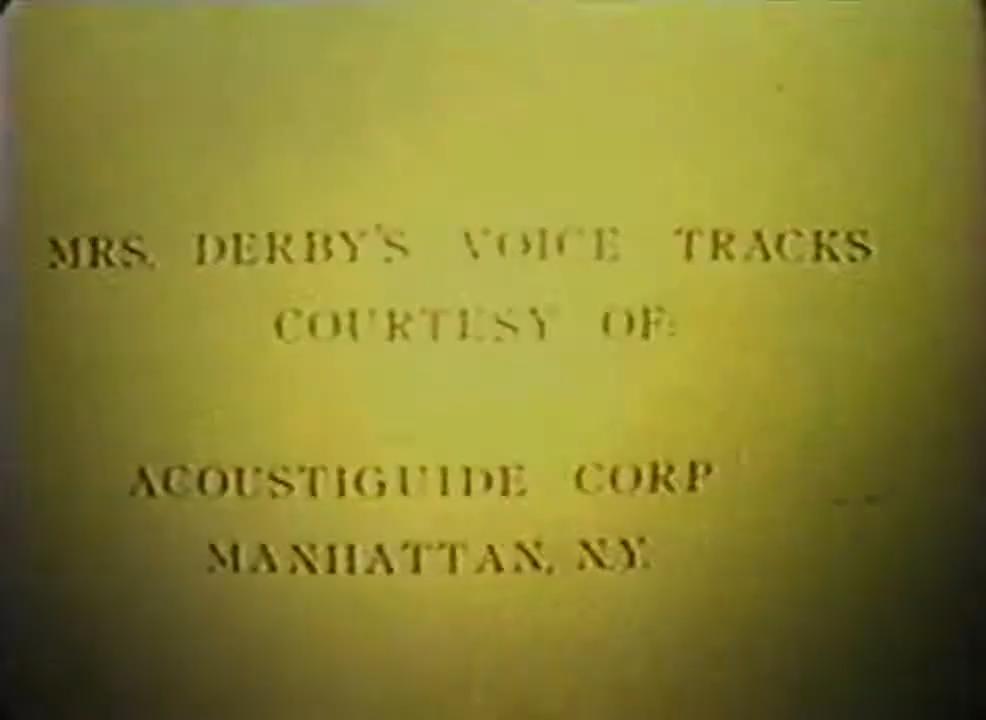 MRS. DERBY'S VOICE TRACKS
COURTESY OF:
ACOUSTIGUIDE CORP
MANHATTAN, N.Y.